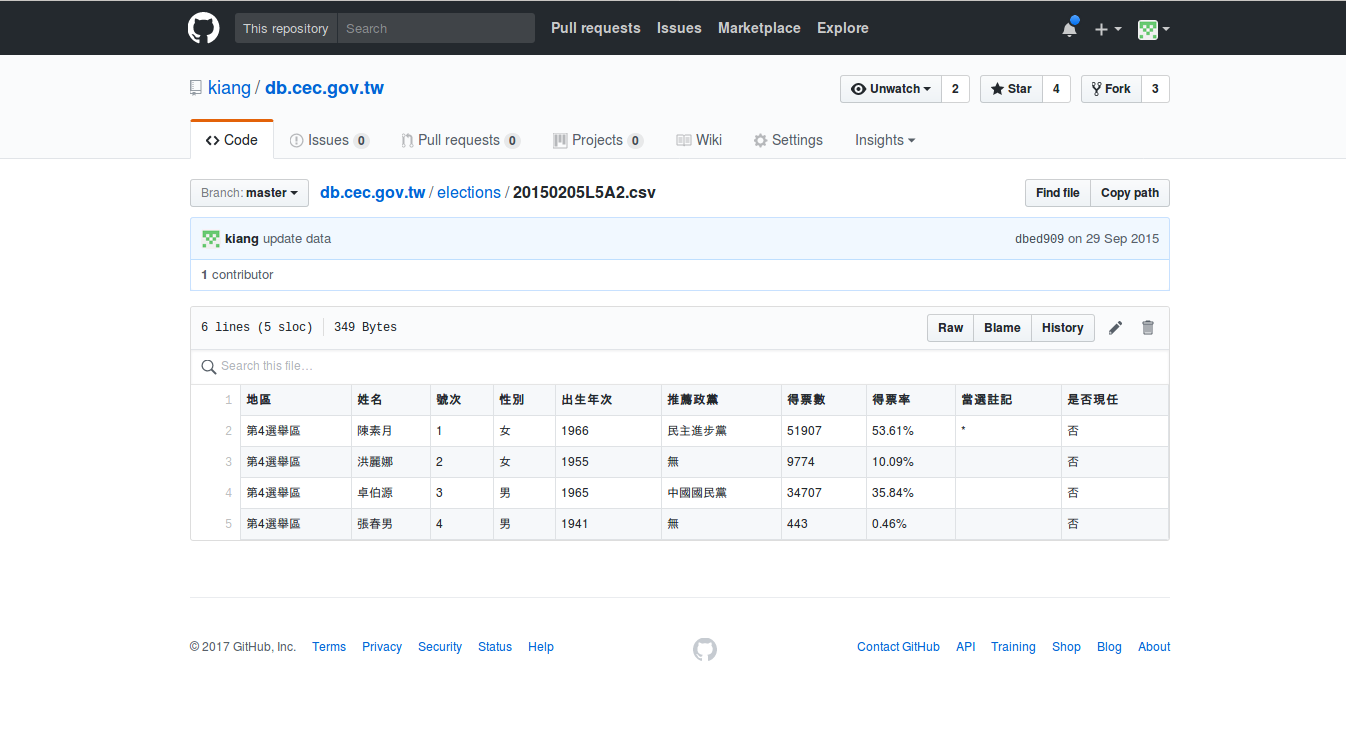 This repository Search Pull requests Issues Marketplace Explore
kiang / db.cec.gov.tw Unwatch 2 Star 4 Fork 3
Code Issues 0 Pull requests 0 Projects 0 Wiki Settings Insights
Branch: master db.cec.gov.tw / elections / 20150205L5A2.csv Find file Copy path
kiang update data dbed909 on 29 Sep 2015
1 contributor
6 lines (5 sloc) 349 Bytes Raw Blame History
Search this file…
1 地區 姓名 號次 性別 出生年次 推薦政黨 得票數 得票率 當選註記 是否現任
2 第4選舉區 陳素月 1 女 1966 民主進步黨 51907 53.61% * 否
3 第4選舉區 洪麗娜 2 女 1955 無 9774 10.09% 否
4 第4選舉區 卓伯源 3 男 1965 中國國民黨 34707 35.84% 否
5 第4選舉區 張春男 4 男 1941 無 443 0.46% 否
© 2017 GitHub, Inc. Terms Privacy Security Status Help Contact GitHub API Training Shop Blog About